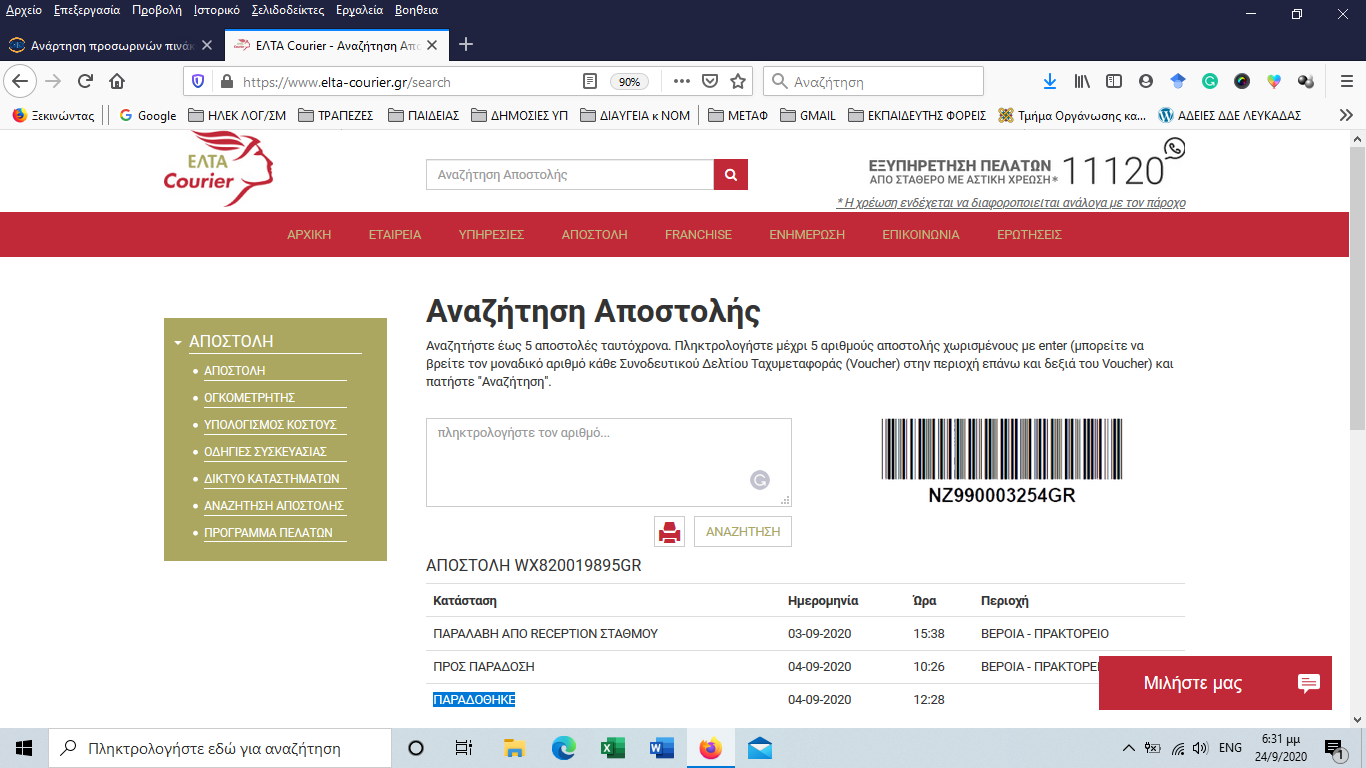 Αρχείο Επεξεργασία Προβολή Ιστορικό Σελιδοδείκτες Εργαλεία Βοηθεια
Ανάρτηση προσωρινών πινάκ
ΕΛΤΑ Courier - Αναζήτηση Απο
https://www.elta-courier.gr/search
90%
Αναζήτηση
Ξεκινώντας
Google
ΗΛΕΚ ΛΟΓ/ΣΜ
ΤΡΑΠΕΖΕΣ
ΠΑΙΔΕΙΑΣ
ΔΗΜΟΣΙΕΣ ΥΠ
ΔΙΑΥΓΕΙΑ κ ΝΟΜ
ΜΕΤΑΦ
GMAIL
ΕΚΠΑΙΔΕΥΤΗΣ ΦΟΡΕΙΣ
Τμήμα Οργάνωσης κα...
ΑΔΕΙΕΣ ΔΔΕ ΛΕΥΚΑΔΑΣ
ΕΛΤΑ
Courier
Αναζήτηση Αποστολής
ΕΞΥΠΗΡΕΤΗΣΗ ΠΕΛΑΤΩΝ
ΑΠΟ ΣΤΑΘΕΡΟ ΜΕ ΑΣΤΙΚΗ ΧΡΕΩΣΗ*
11120
* Η χρέωση ενδέχεται να διαφοροποιείται ανάλογα με τον πάροχο
ΑΡΧΙΚΗ ΕΤΑΙΡΕΙΑ ΥΠΗΡΕΣΙΕΣ ΑΠΟΣΤΟΛΗ FRANCHISE ΕΝΗΜΕΡΩΣΗ ΕΠΙΚΟΙΝΩΝΙΑ ΕΡΩΤΗΣΕΙΣ
ΑΠΟΣΤΟΛΗ
ΑΠΟΣΤΟΛΗ
ΟΓΚΟΜΕΤΡΗΤΗΣ
ΥΠΟΛΟΓΙΣΜΟΣ ΚΟΣΤΟΥΣ
ΟΔΗΓΙΕΣ ΣΥΣΚΕΥΑΣΙΑΣ
ΔΙΚΤΥΟ ΚΑΤΑΣΤΗΜΑΤΩΝ
ΑΝΑΖΗΤΗΣΗ ΑΠΟΣΤΟΛΗΣ
ΠΡΟΓΡΑΜΜΑ ΠΕΛΑΤΩΝ
Αναζήτηση Αποστολής
Αναζητήστε έως 5 αποστολές ταυτόχρονα. Πληκτρολογήστε μέχρι 5 αριθμούς αποστολής χωρισμένους με enter (μπορείτε να
βρείτε τον μοναδικό αριθμό κάθε Συνοδευτικού Δελτίου Ταχυμεταφοράς (Voucher) στην περιοχή επάνω και δεξιά του Voucher) και
πατήστε "Αναζήτηση".
πληκτρολογήστε τον αριθμό...
NZ990003254GR
ΑΝΑΖΗΤΗΣΗ
ΑΠΟΣΤΟΛΗ WX820019895GR
Κατάσταση Ημερομηνία Ώρα Περιοχή
ΠΑΡΑΛΑΒΗ ΑΠΟ RECEPTION ΣΤΑΘΜΟΥ 03-09-2020 15:38 ΒΕΡΟΙΑ - ΠΡΑΚΤΟΡΕΙΟ
ΠΡΟΣ ΠΑΡΑΔΟΣΗ 04-09-2020 10:26 ΒΕΡΟΙΑ - ΠΡΑΚΤΟΡΕ
ΠΑΡΑΔΟΘΗΚΕ 04-09-2020 12:28
Μιλήστε μας
Πληκτρολογήστε εδώ για αναζήτηση
ENG
6:31 μμ
24/9/2020
1